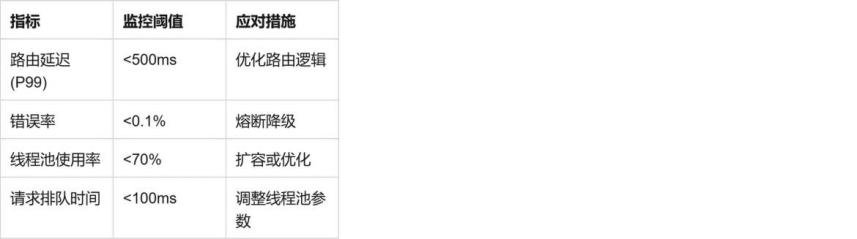 指标 监控阈值 应对措施
路由延迟 <500ms 优化路由逻辑
(P99)
错误率 <0.1% 熔断降级
线程池使用率 <70% 扩容或优化
请求排队时间 <100ms 调整线程池参
数